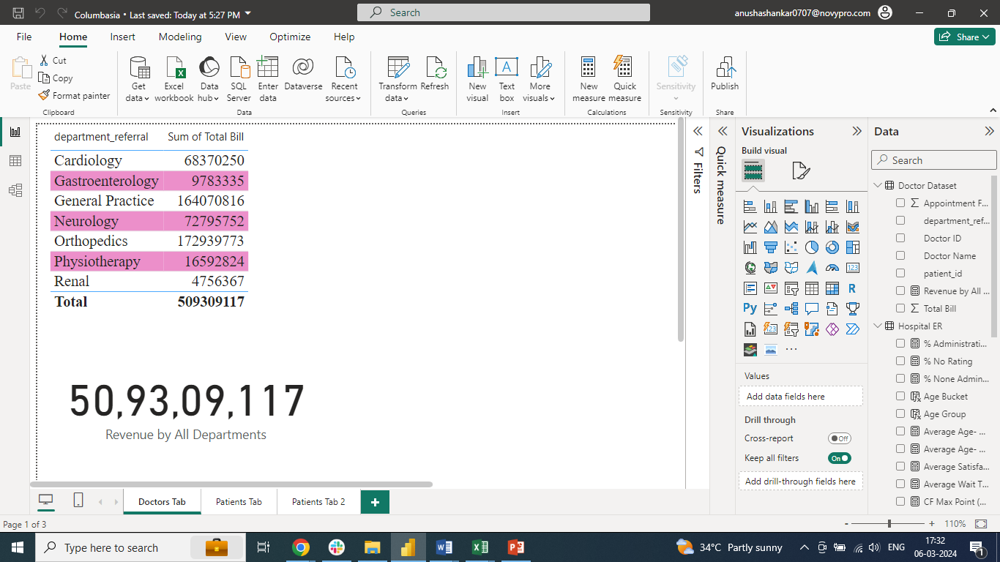 Columbasia • Last saved: Today at 5:27 PM
Search
anushashankar0707@novypro.com
File Home Insert Modeling View Optimize Help
Share
Paste
Cut
Copy
Format painter
Clipboard
Get data
Excel workbook
Data hub
SQL Server
Enter data
Dataverse
Recent sources
Data
Transform data
Refresh
Queries
New visual
Text box
More visuals
Insert
New measure
Quick measure
Calculations
Sensitivity
Sensitivity
Publish
Share
department_referral Sum of Total Bill
Cardiology 68370250
Gastroenterology 9783335
General Practice 164070816
Neurology 72795752
Orthopedics 172939773
Physiotherapy 16592824
Renal 4756367
Total 509309117
50,93,09,117
Revenue by All Departments
Filters
Quick measure
Visualizations
Build visual
123
R
Py
123
Values
Add data fields here
Drill through
Cross-report Off
Keep all filters On
Add drill-through fields here
Data
Search
Doctor Dataset
Appointment F...
department_ref...
Doctor ID
Doctor Name
patient_id
Revenue by All ...
Total Bill
Hospital ER
% Administrati...
% No Rating
% None Admin...
Age Bucket
Age Group
Average Age- ...
Average Age- ...
Average Satisfa...
Average Wait T...
CF Max Point (...
Doctors Tab Patients Tab Patients Tab 2
Page 1 of 3
- + 110%
Type here to search
34°C Partly sunny
ENG
17:32
06-03-2024
1